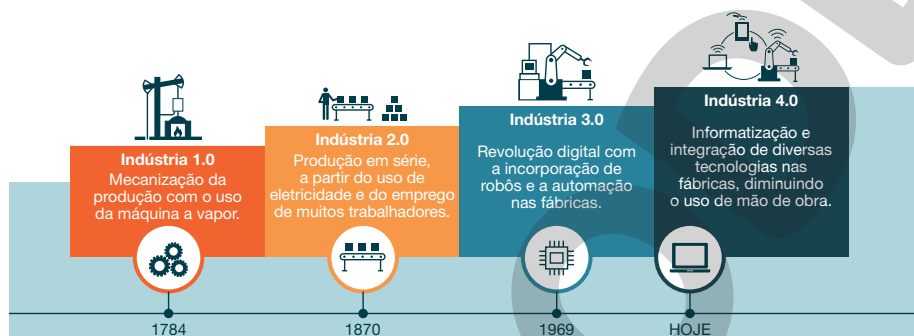 Indústria 1.0
Mecanização da
produção com o uso
da máquina a vapor.
Indústria 2.0
Produção em série,
a partir do uso de
eletricidade e do emprego
de muitos trabalhadores.
Indústria 3.0
Revolução digital com
a incorporação de
robôs e a automação
nas fábricas.
Indústria 4.0
Informatização e
integração de diversas
tecnologias nas
fábricas, diminuindo
o uso de mão de obra.
1784
1870
1969
HOJE